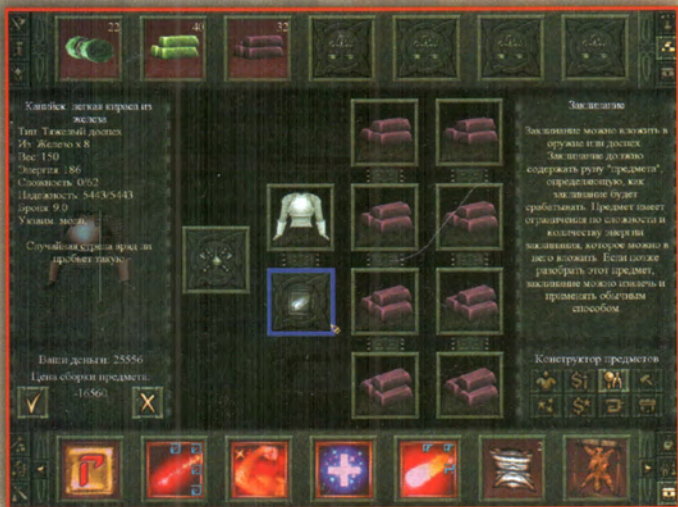 22
40
32
легкая кираса из
железа
Тип: Тяжелый доспех
Из: Железо x 8
Вес: 150
Энергия: 186
Сложность: 0/62
Надежность: 5443/5443
Броня: 9.0
Уязвим: молн.
Случайная стрела вряд ли
пробьет такую
Ваши деньги: 25556
Цена сборки предмета:
-16560
Заклинание
Заклинание можно вложить в
оружие или доспех.
Заклинание должно
содержать руну "предмета",
определяющую, как
заклинание будет
срабатывать. Предмет имеет
ограничения по сложности и
количеству энергии
заклинания, которое можно в
него вложить. Если позже
разобрать этот предмет,
заклинание можно извлечь и
применять обычным
способом
Конструктор предметов